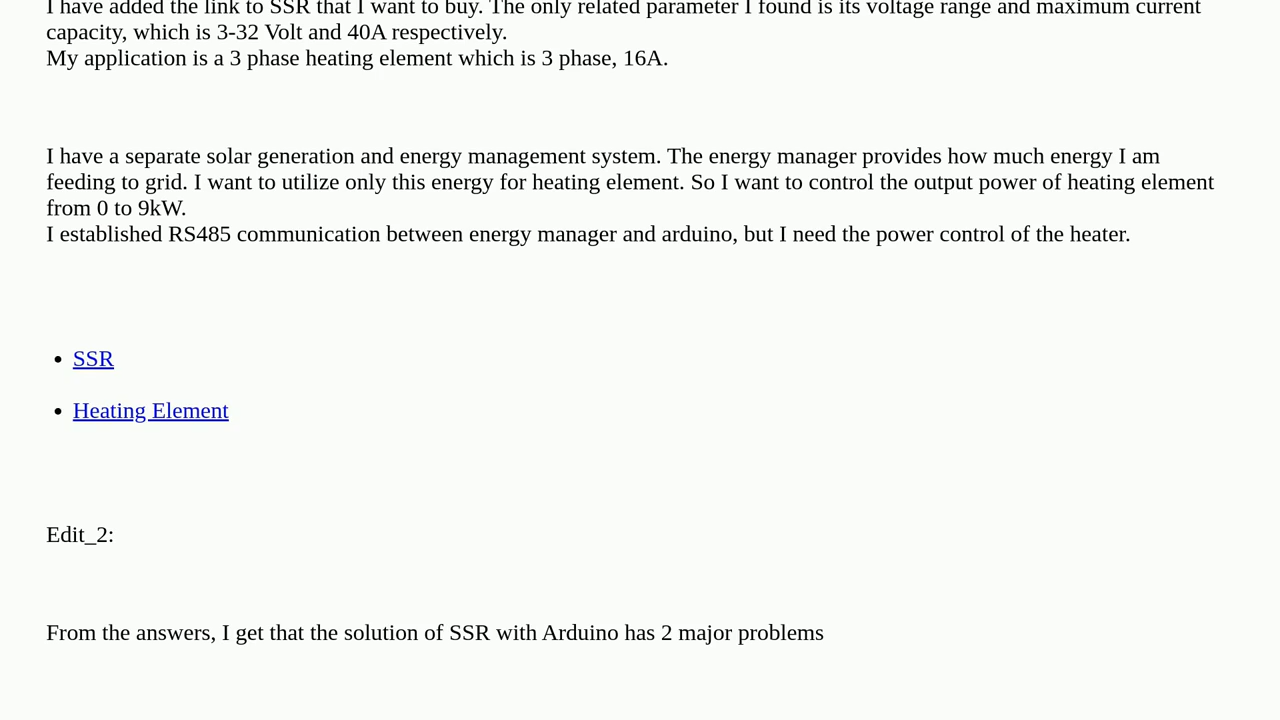 I have added the link to SSR that I want to buy. The only related parameter I found is its voltage range and maximum current
capacity, which is 3-32 Volt and 40A respectively.
My application is a 3 phase heating element which is 3 phase, 16A.
I have a separate solar generation and energy management system. The energy manager provides how much energy I am
feeding to grid. I want to utilize only this energy for heating element. So I want to control the output power of heating element
from 0 to 9kW.
I established RS485 communication between energy manager and arduino, but I need the power control of the heater.
• SSR
• Heating Element
Edit_2:
From the answers, I get that the solution of SSR with Arduino has 2 major problems